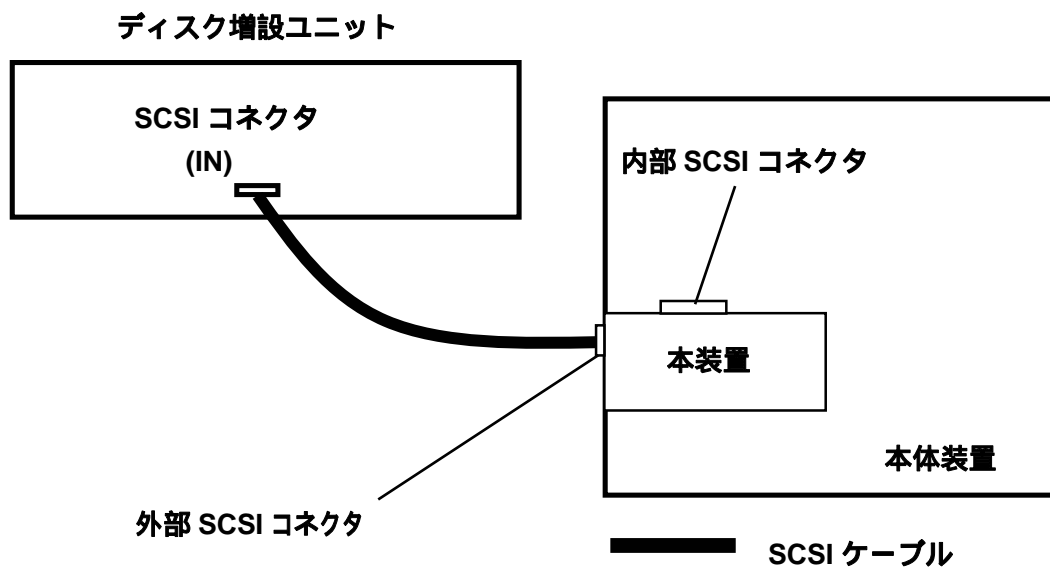 ディスク増設ユニット
SCSI コネクタ
(IN)
内部 SCSI コネクタ
本装置
本体装置
外部 SCSI コネクタ
SCSI ケーブル